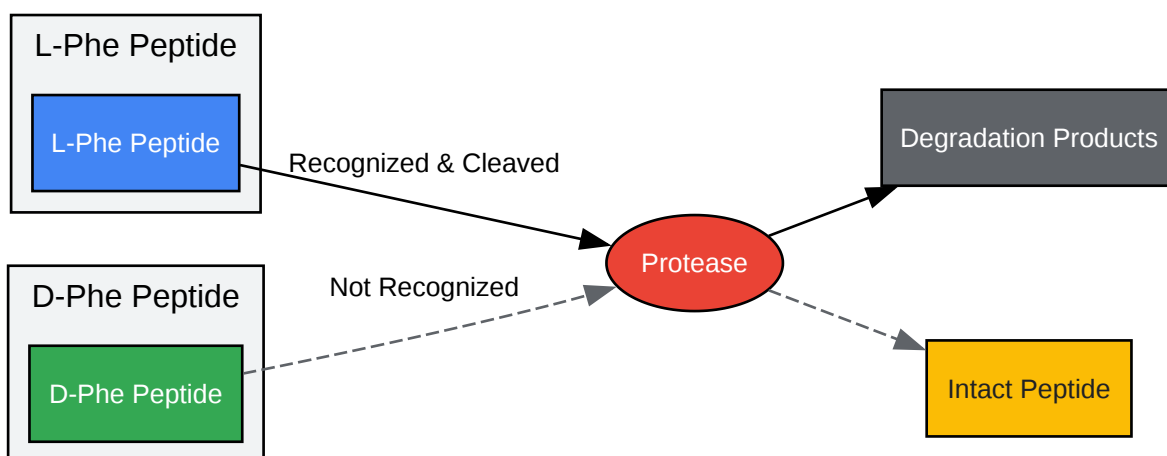 L-Phe Peptide
L-Phe Peptide
Recognized & Cleaved
Degradation Products
Protease
Not Recognized
D-Phe Peptide
D-Phe Peptide
Intact Peptide